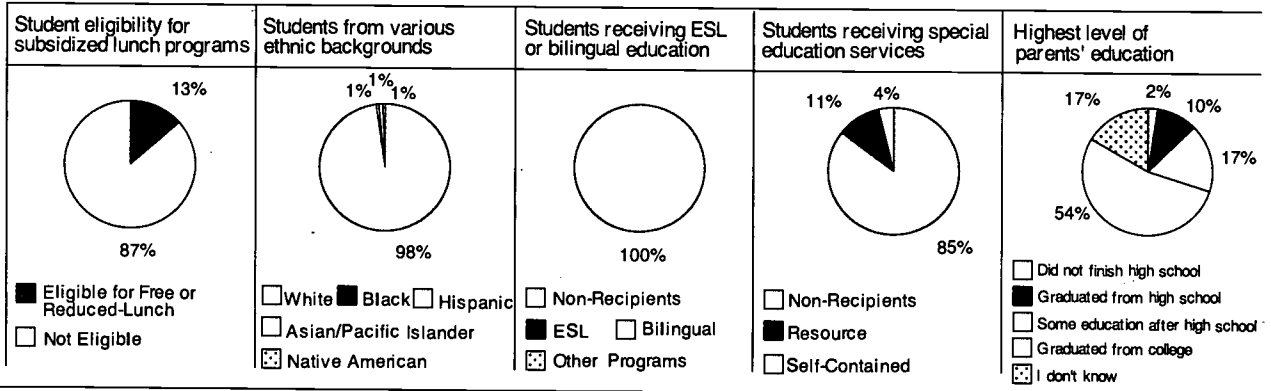 Student eligibility for
subsidized lunch programs
13%
87%
Eligible for Free or
Reduced-Lunch
Not Eligible
Students from various
ethnic backgrounds
1% 1% 1%
98%
White Black Hispanic
Asian/Pacific Islander
Native American
Students receiving ESL
or bilingual education
100%
Non-Recipients
ESL Bilingual
Other Programs
Students receiving special
education services
11% 4%
85%
Non-Recipients
Resource
Self-Contained
Highest level of
parents' education
17% 2% 10%
17%
54%
Did not finish high school
Graduated from high school
Some education after high school
Graduated from college
I don't know